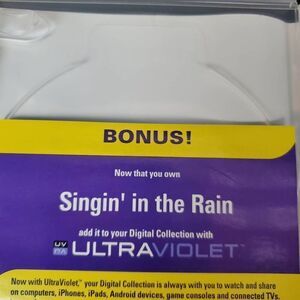 BONUS!
Now that you own
Singin' in the Rain
add it to your Digital Collection with
UV
ULTRAVIOLET™
Now with UltraViolet,™ your Digital Collection is always with you to watch and share
on computers, iPhones, iPads, Android devices, game consoles and connected TVs.